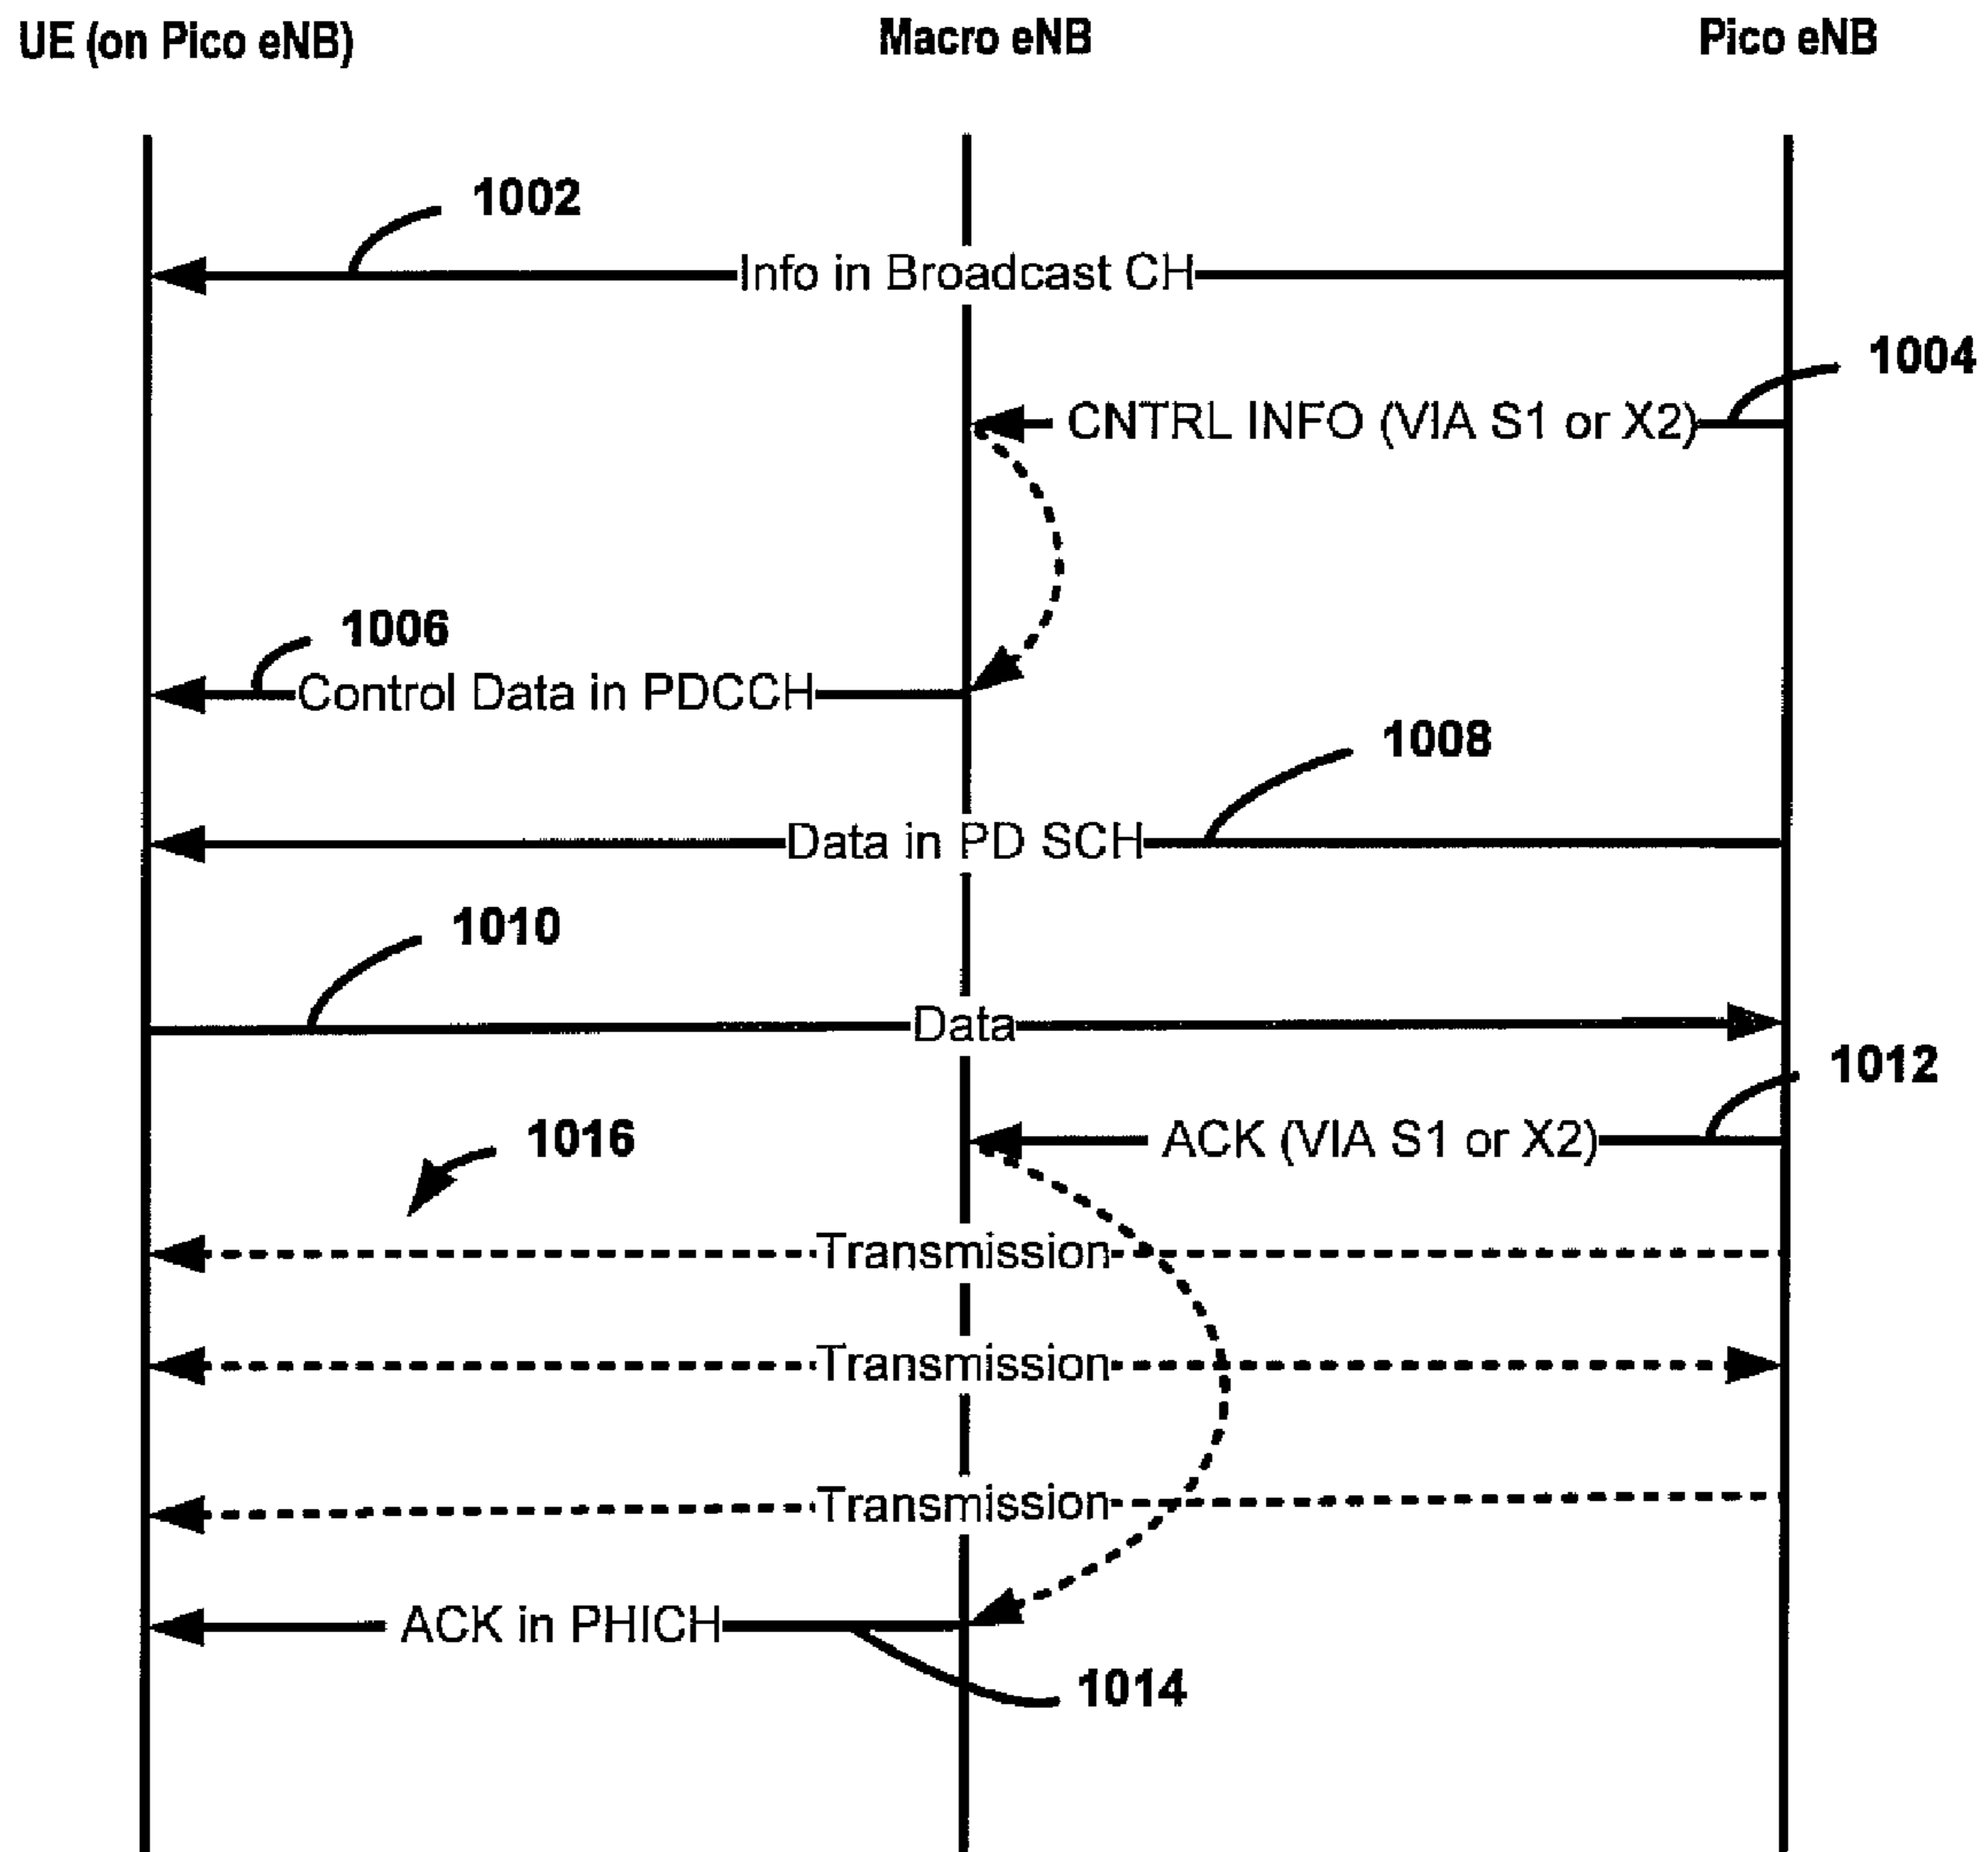 UE (on Pico eNB)
Macro eNB
Pico eNB
1002
Info in Broadcast CH
1004
CNTRL INFO (VIA S1 or X2)
1006
Control Data in PDCCH
1008
Data in PD SCH
1010
Data
1012
ACK (VIA S1 or X2)
1016
Transmission
Transmission
Transmission
ACK in PHICH
1014